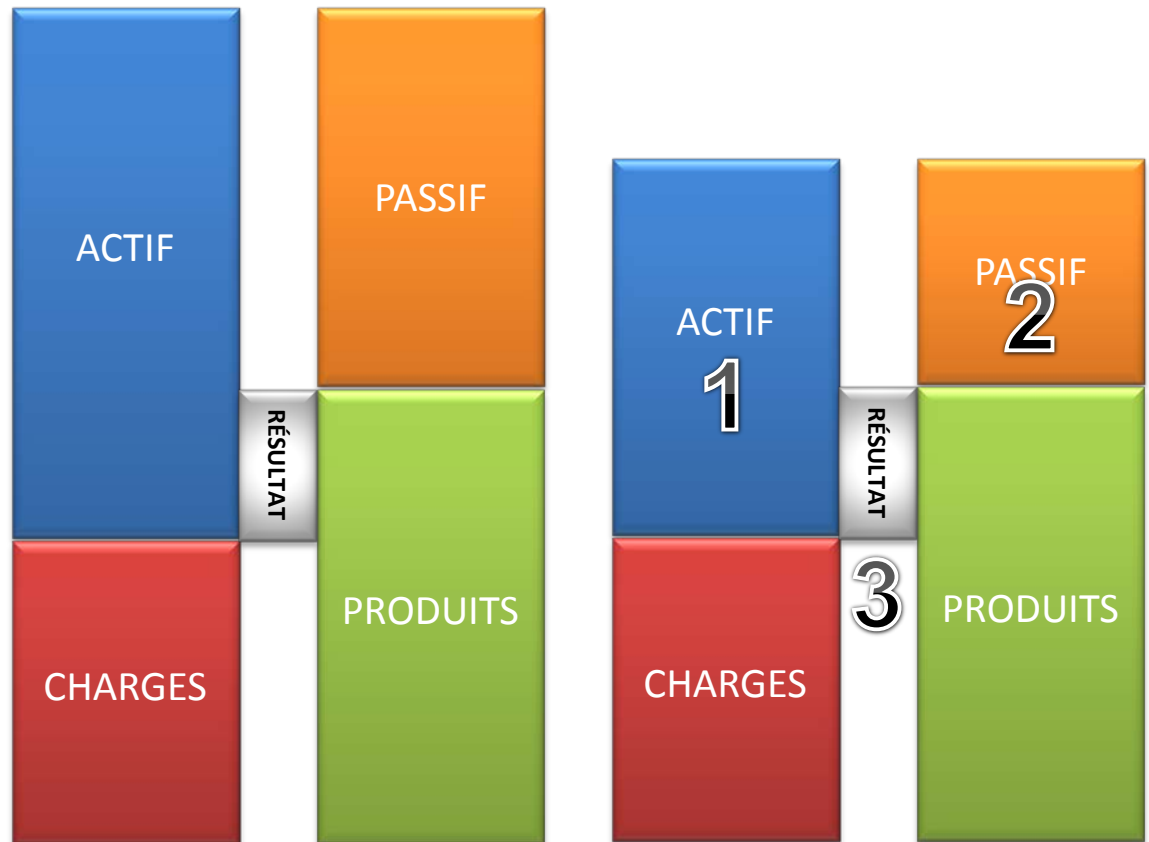 ACTIF
PASSIF
RÉSULTAT
CHARGES
PRODUITS
ACTIF
1
PASSIF
2
RÉSULTAT
3
CHARGES
PRODUITS